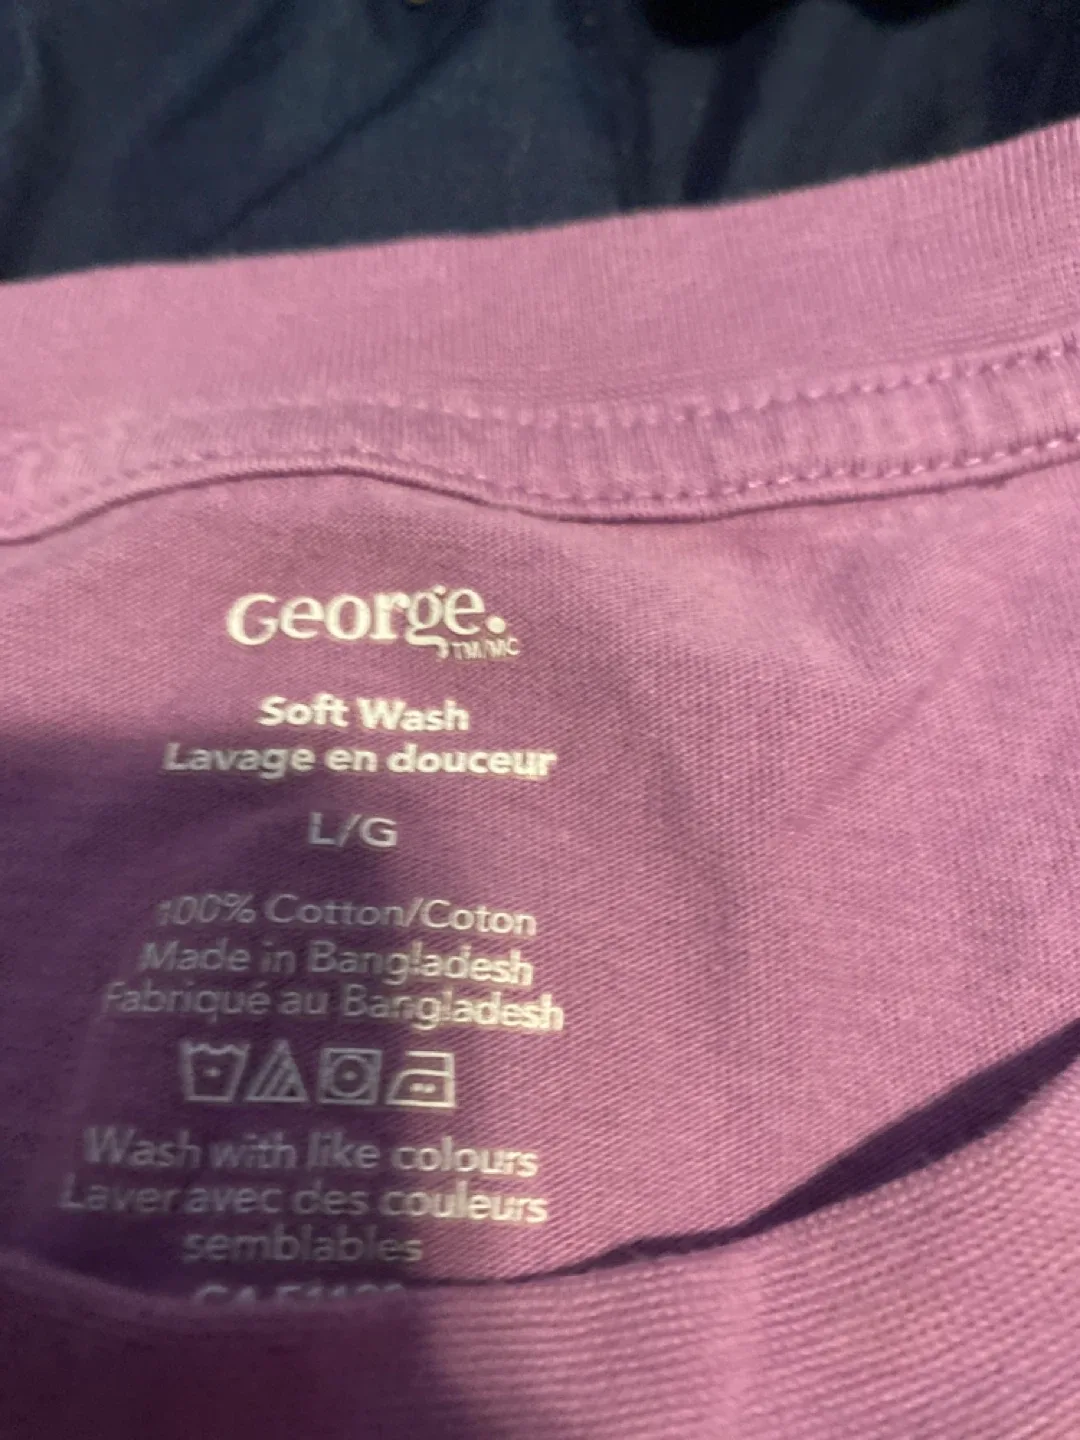 George.
TM/MC
Soft Wash
Lavage en douceur
L/G
100% Cotton/Coton
Made in Bangladesh
Fabriqué au Bangladesh
Wash with like colours
Laver avec des couleurs
semblables
CA